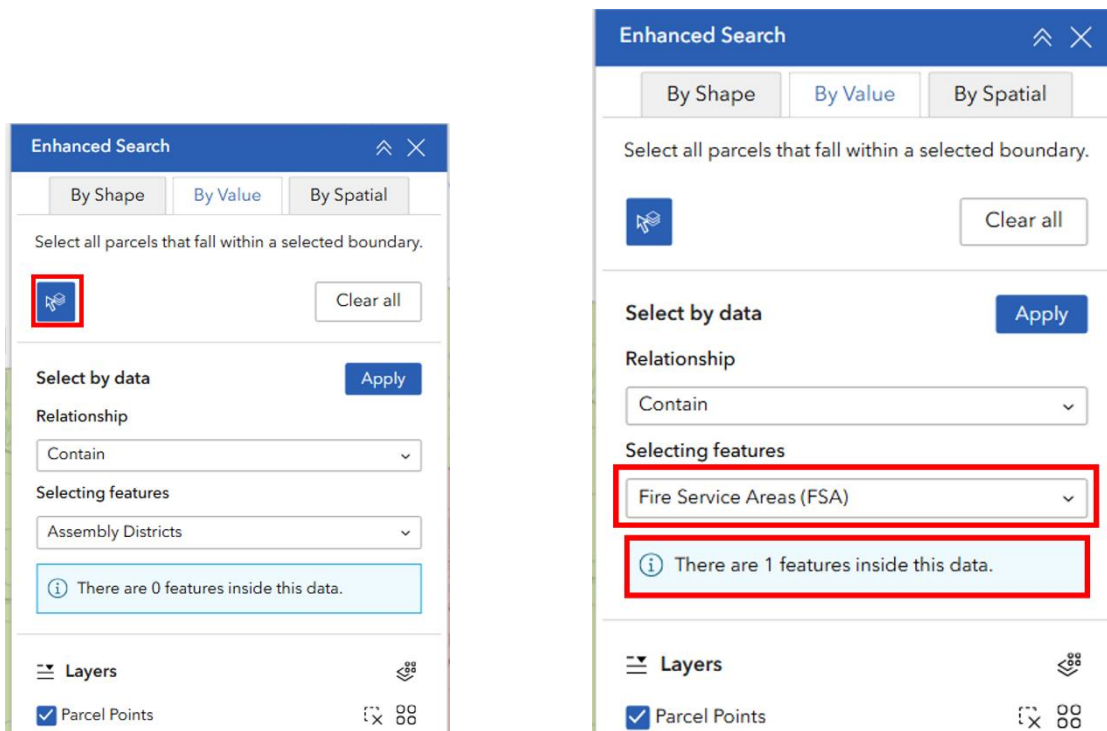 Enhanced Search
By Shape By Value By Spatial
Select all parcels that fall within a selected boundary.
Clear all
Select by data Apply
Relationship
Contain
Selecting features
Assembly Districts
There are 0 features inside this data.
Layers
Parcel Points
Enhanced Search
By Shape By Value By Spatial
Select all parcels that fall within a selected boundary.
Clear all
Select by data Apply
Relationship
Contain
Selecting features
Fire Service Areas (FSA)
There are 1 features inside this data.
Layers
Parcel Points